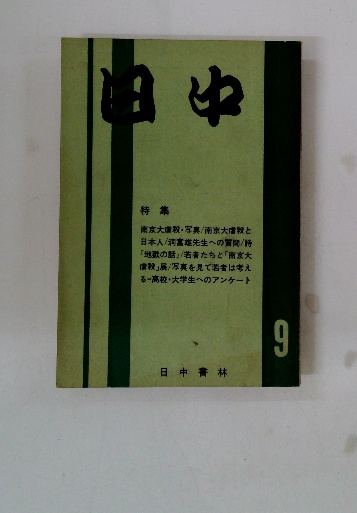 日中
特集
南京大虐殺・写真/南京大虐殺と
日本人/洞富雄先生への質問/詩
「地獄の話」/若者たちと「南京大
虐殺」展/写真を見て若者は考え
る=高校・大学生へのアンケート
9
日中書林